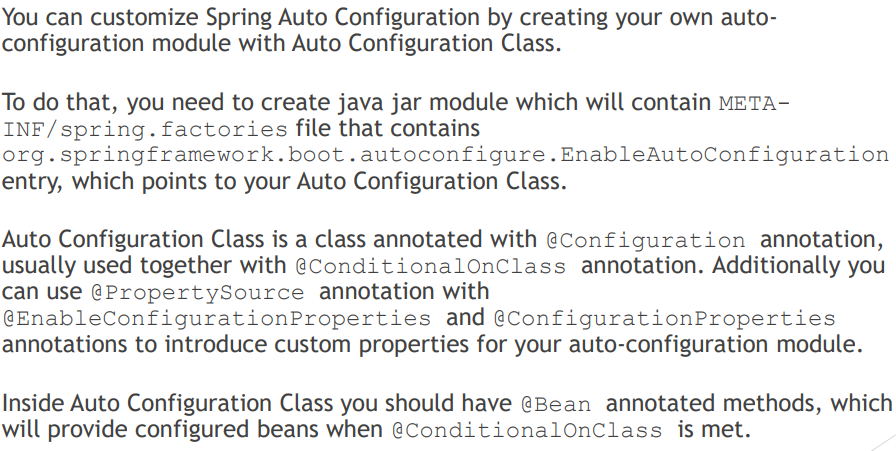 You can customize Spring Auto Configuration by creating your own auto-
configuration module with Auto Configuration Class.
To do that, you need to create java jar module which will contain META-
INF/spring.factories file that contains
org.springframework.boot.autoconfigure.EnableAutoConfiguration
entry, which points to your Auto Configuration Class.
Auto Configuration Class is a class annotated with @Configuration annotation,
usually used together with @ConditionalOnClass annotation. Additionally you
can use @PropertySource annotation with
@EnableConfigurationProperties and @ConfigurationProperties
annotations to introduce custom properties for your auto-configuration module.
Inside Auto Configuration Class you should have @Bean annotated methods, which
will provide configured beans when @ConditionalOnClass is met.